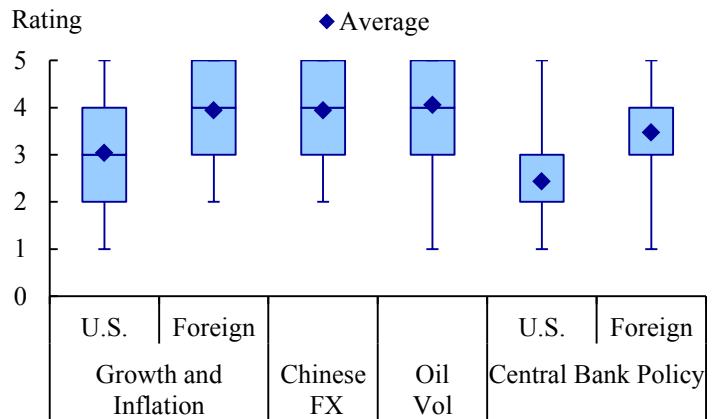 Rating
Average
5
4
3
2
1
0
U.S. Foreign U.S. Foreign
Growth and Chinese Oil Central Bank Policy
Inflation FX Vol